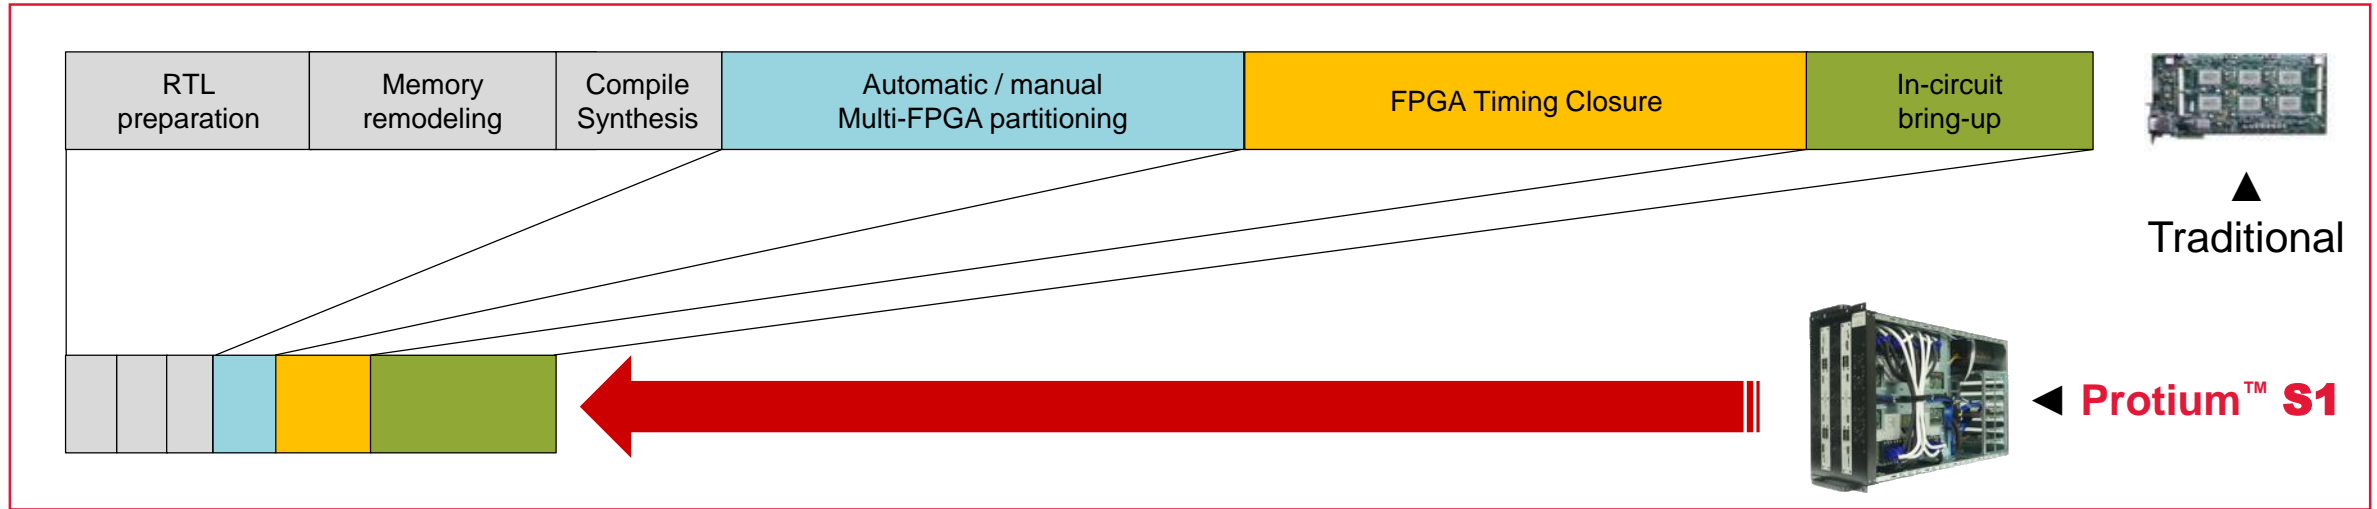 RTL
preparation
Memory
remodeling
Compile
Synthesis
Automatic / manual
Multi-FPGA partitioning
FPGA Timing Closure
In-circuit
bring-up
▲
Traditional
◄ Protium™ S1